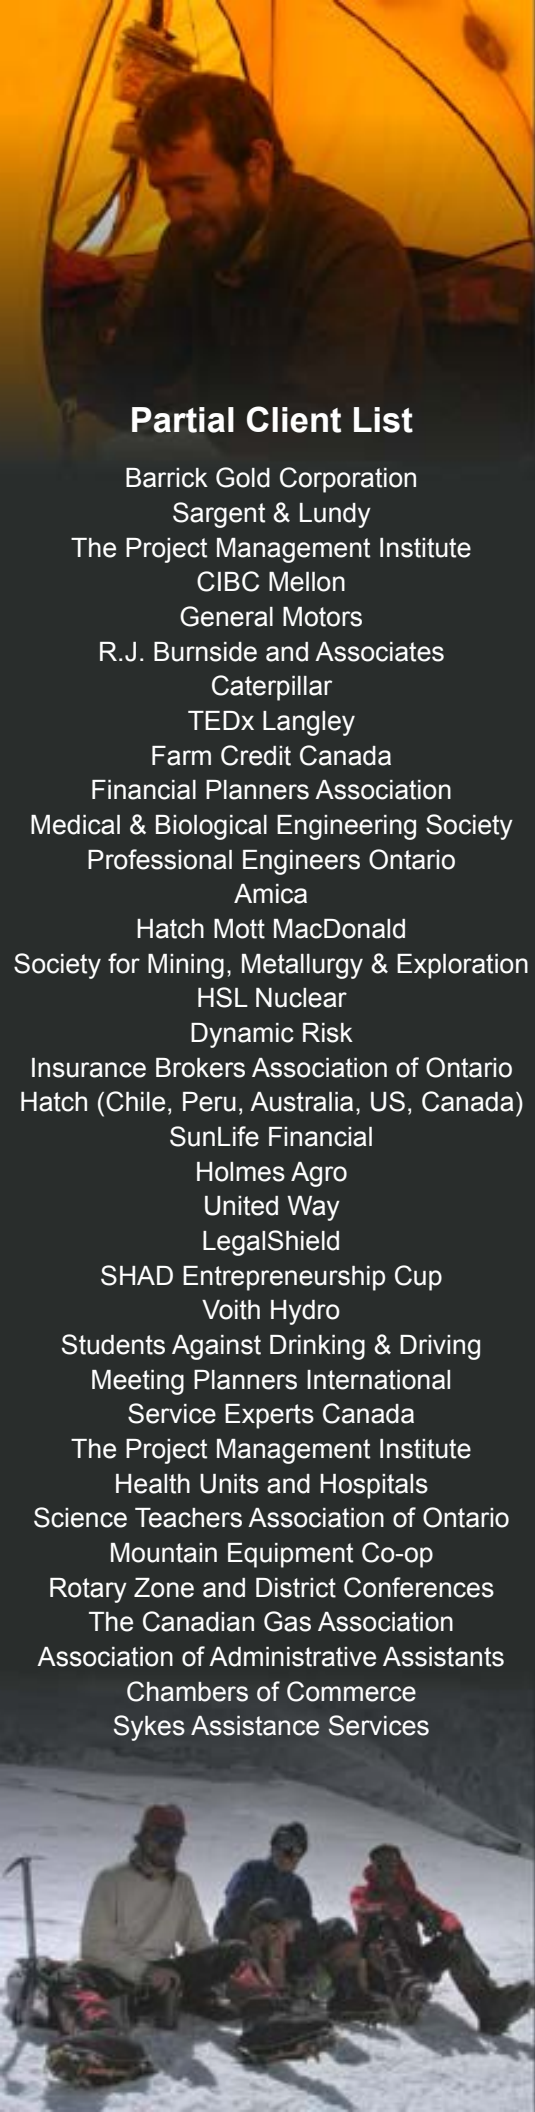 Partial Client List
Barrick Gold Corporation
Sargent & Lundy
The Project Management Institute
CIBC Mellon
General Motors
R.J. Burnside and Associates
Caterpillar
TEDx Langley
Farm Credit Canada
Financial Planners Association
Medical & Biological Engineering Society
Professional Engineers Ontario
Amica
Hatch Mott MacDonald
Society for Mining, Metallurgy & Exploration
HSL Nuclear
Dynamic Risk
Insurance Brokers Association of Ontario
Hatch (Chile, Peru, Australia, US, Canada)
SunLife Financial
Holmes Agro
United Way
LegalShield
SHAD Entrepreneurship Cup
Voith Hydro
Students Against Drinking & Driving
Meeting Planners International
Service Experts Canada
The Project Management Institute
Health Units and Hospitals
Science Teachers Association of Ontario
Mountain Equipment Co-op
Rotary Zone and District Conferences
The Canadian Gas Association
Association of Administrative Assistants
Chambers of Commerce
Sykes Assistance Services